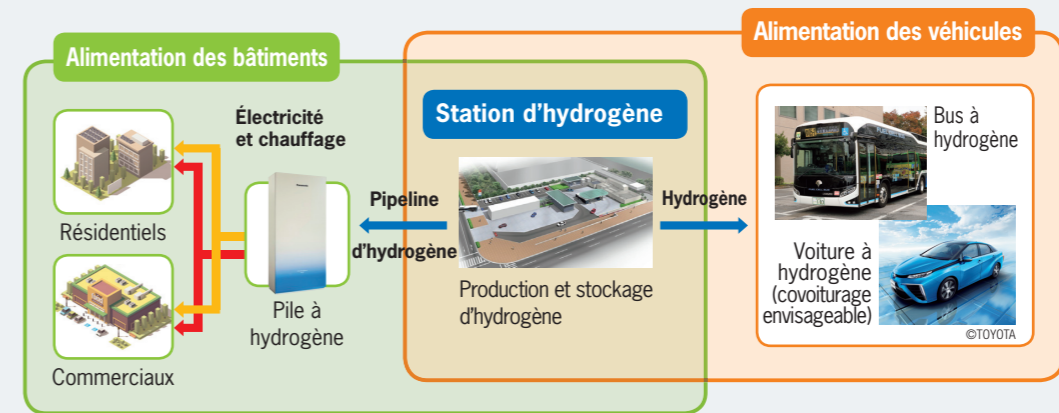 Alimentation des véhicules
Alimentation des bâtiments
Station d'hydrogène
Électricité
et chauffage
Résidentiels
Commerciaux
Pile à
hydrogène
Pipeline
d'hydrogène
Production et stockage
d'hydrogène
Hydrogène
Bus à
hydrogène
Voiture à
hydrogène
(covoiturage
envisageable)
©TOYOTA